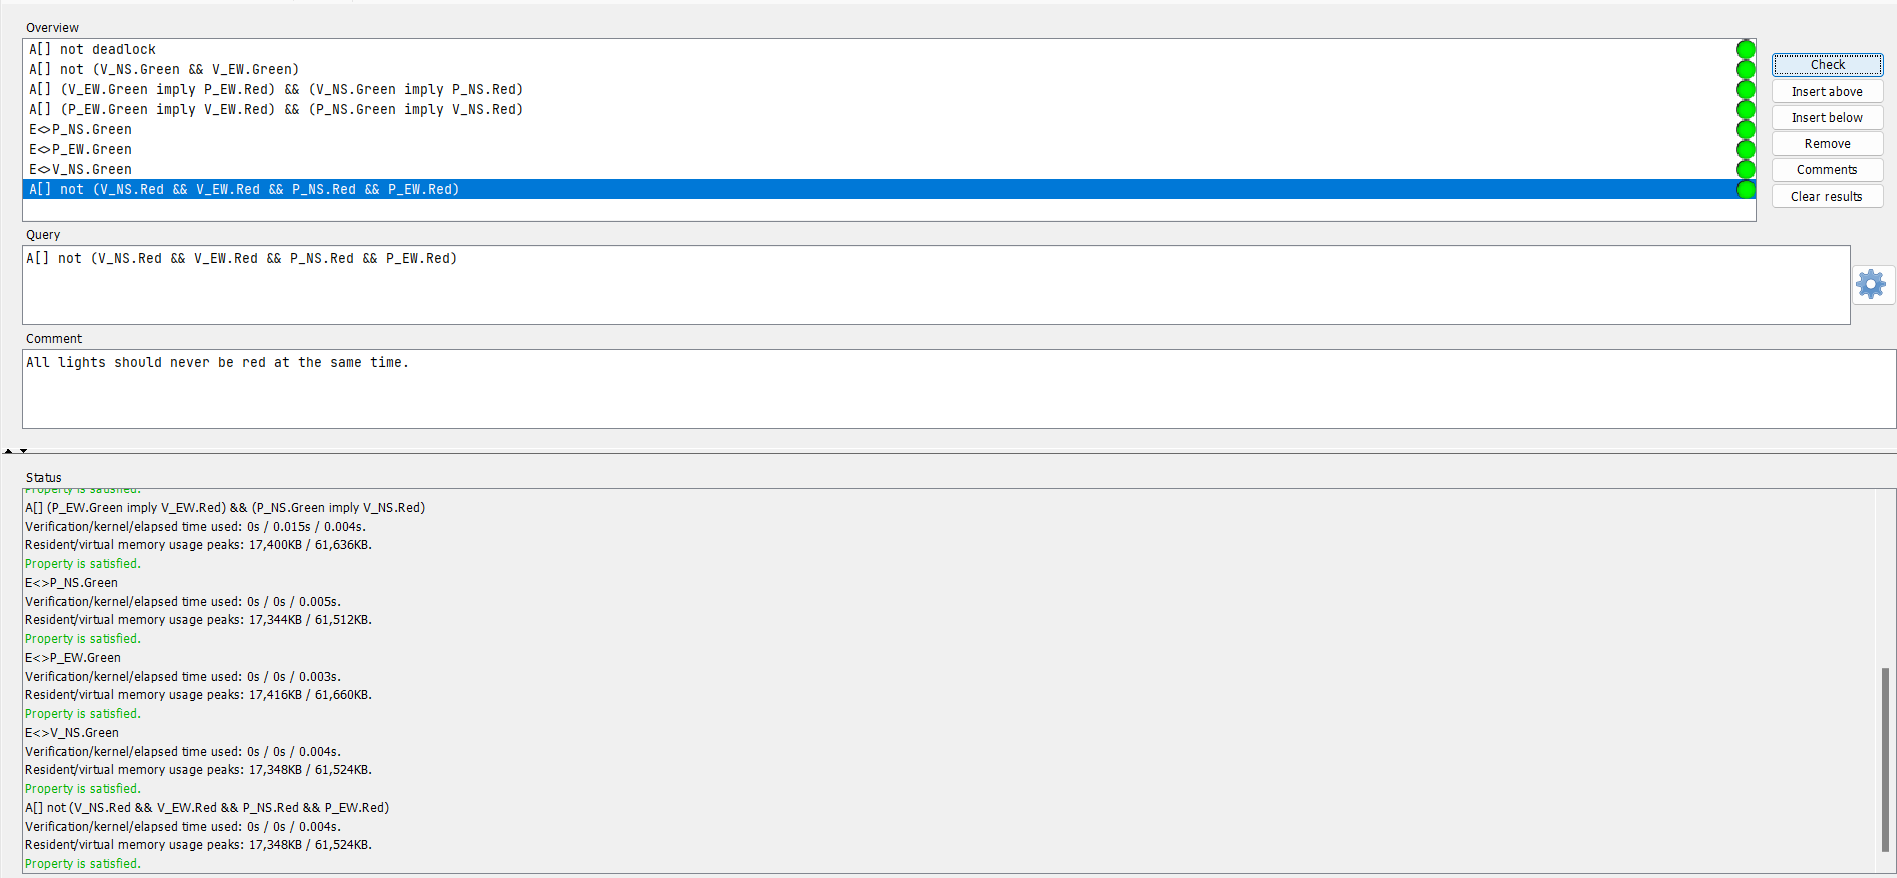 Overview
A[] not deadlock
A[] not (V_NS.Green && V_EW.Green)
A[] (V_EW.Green imply P_EW.Red) && (V_NS.Green imply P_NS.Red)
A[] (P_EW.Green imply V_EW.Red) && (P_NS.Green imply V_NS.Red)
E<>P_NS.Green
E<>P_EW.Green
E<>V_NS.Green
A[] not (V_NS.Red && V_EW.Red && P_NS.Red && P_EW.Red)
Check
Insert above
Insert below
Remove
Comments
Clear results
Query
A[] not (V_NS.Red && V_EW.Red && P_NS.Red && P_EW.Red)
Comment
All lights should never be red at the same time.
Status
Property is satisfied.
A[] (P_EW.Green imply V_EW.Red) && (P_NS.Green imply V_NS.Red)
Verification/kernel/elapsed time used: 0s / 0.015s / 0.004s.
Resident/virtual memory usage peaks: 17,400KB / 61,636KB.
Property is satisfied.
E<>P_NS.Green
Verification/kernel/elapsed time used: 0s / 0s / 0.005s.
Resident/virtual memory usage peaks: 17,344KB / 61,512KB.
Property is satisfied.
E<>P_EW.Green
Verification/kernel/elapsed time used: 0s / 0s / 0.003s.
Resident/virtual memory usage peaks: 17,416KB / 61,660KB.
Property is satisfied.
E<>V_NS.Green
Verification/kernel/elapsed time used: 0s / 0s / 0.004s.
Resident/virtual memory usage peaks: 17,348KB / 61,524KB.
Property is satisfied.
A[] not (V_NS.Red && V_EW.Red && P_NS.Red && P_EW.Red)
Verification/kernel/elapsed time used: 0s / 0s / 0.004s.
Resident/virtual memory usage peaks: 17,348KB / 61,524KB.
Property is satisfied.